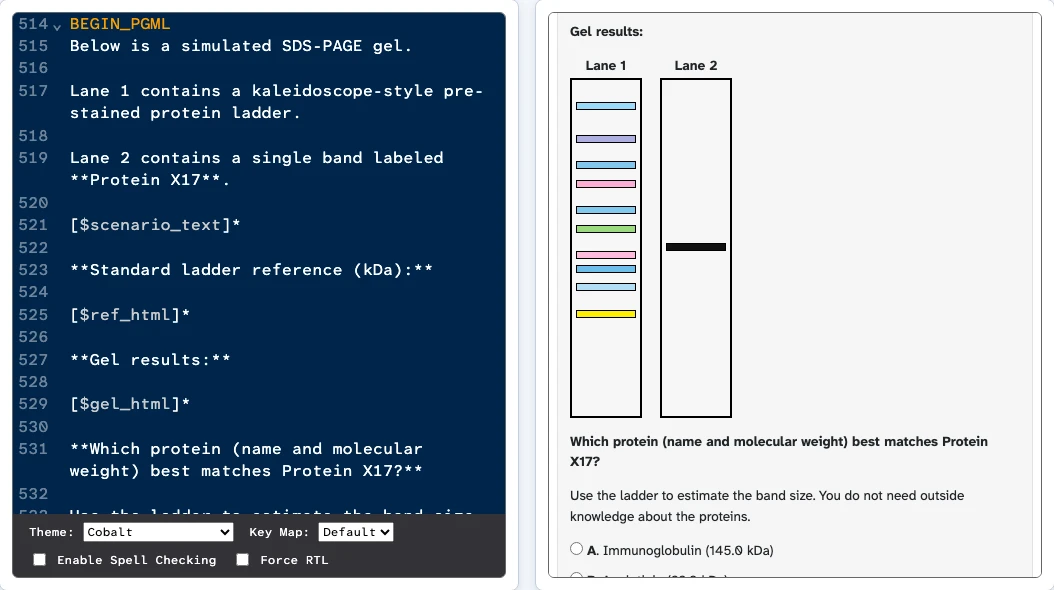 514 BEGIN_PGML
515 Below is a simulated SDS-PAGE gel.
516
517 Lane 1 contains a kaleidoscope-style pre-
stained protein ladder.
518
519 Lane 2 contains a single band labeled
**Protein X17**.
520
521 [$scenario_text]*
522
523 **Standard ladder reference (kDa):**
524
525 [$ref_html]*
526
527 **Gel results:**
528
529 [$gel_html]*
530
531 **Which protein (name and molecular
weight) best matches Protein X17?**
532
Theme: Cobalt Key Map: Default
Enable Spell Checking Force RTL
Gel results:
Lane 1 Lane 2
Which protein (name and molecular weight) best matches Protein
X17?
Use the ladder to estimate the band size. You do not need outside
knowledge about the proteins.
A. Immunoglobulin (145.0 kDa)